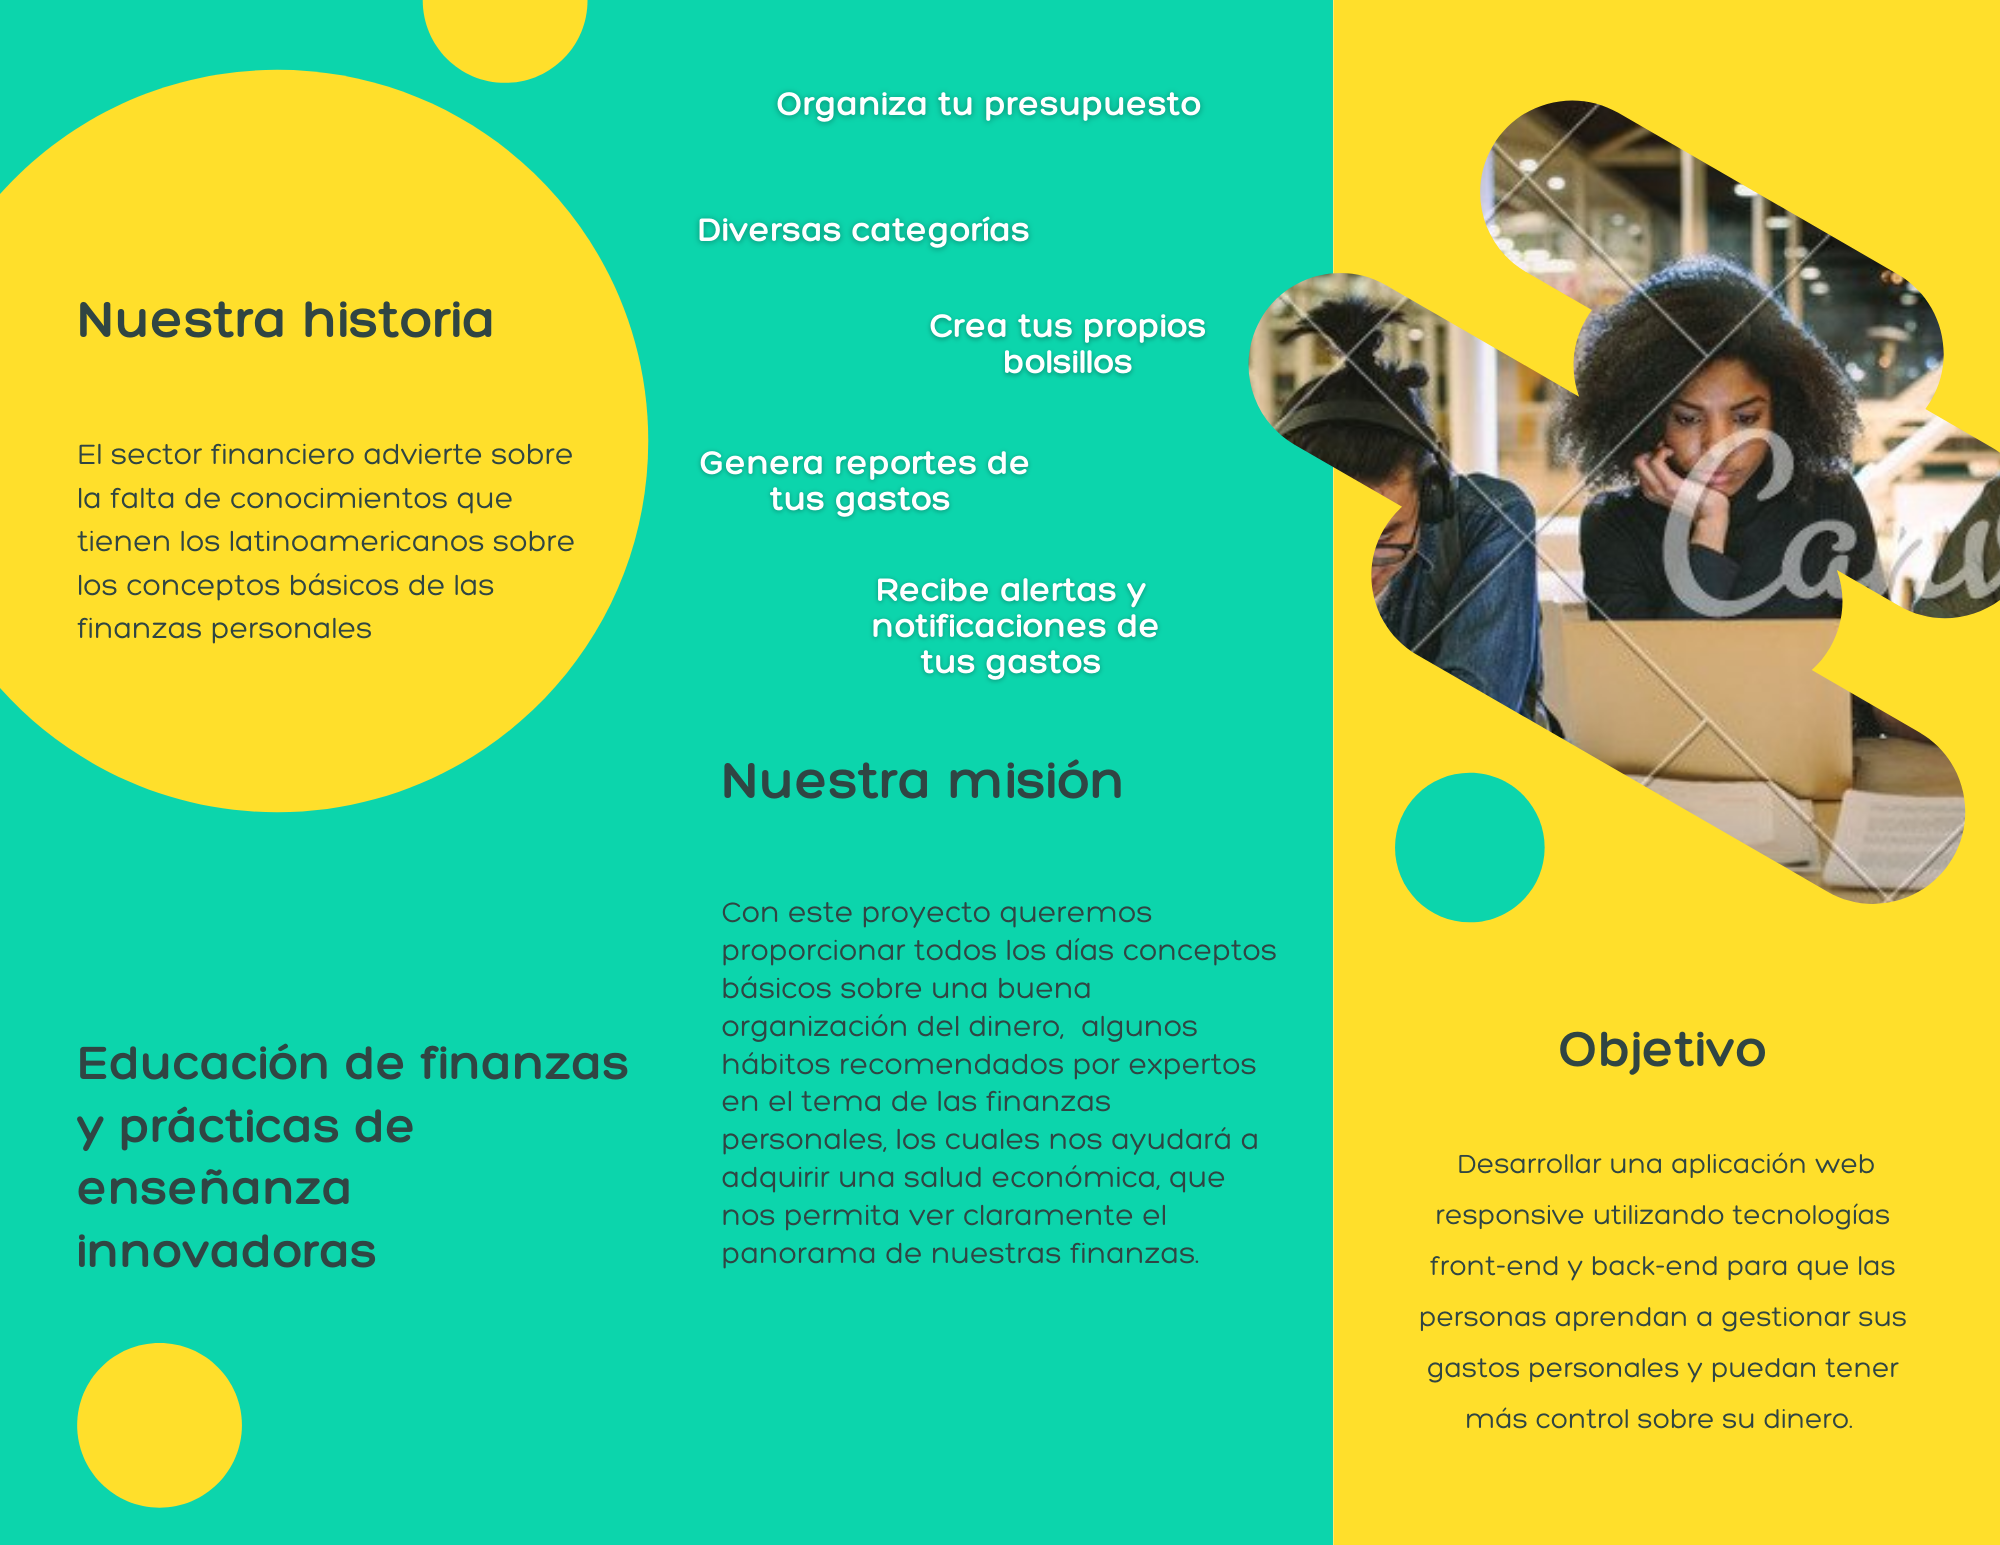 Nuestra historia
El sector financiero advierte sobre
la falta de conocimientos que
tienen los latinoamericanos sobre
los conceptos básicos de las
finanzas personales
Educación de finanzas
y prácticas de
enseñanza
innovadoras
Organiza tu presupuesto
Diversas categorías
Crea tus propios
bolsillos
Genera reportes de
tus gastos
Recibe alertas y
notificaciones de
tus gastos
Nuestra misión
Con este proyecto queremos
proporcionar todos los días conceptos
básicos sobre una buena
organización del dinero,  algunos
hábitos recomendados por expertos
en el tema de las finanzas
personales, los cuales nos ayudará a
adquirir una salud económica, que
nos permita ver claramente el
panorama de nuestras finanzas.
Canv
Objetivo
Desarrollar una aplicación web
responsive utilizando tecnologías
front-end y back-end para que las
personas aprendan a gestionar sus
gastos personales y puedan tener
más control sobre su dinero.